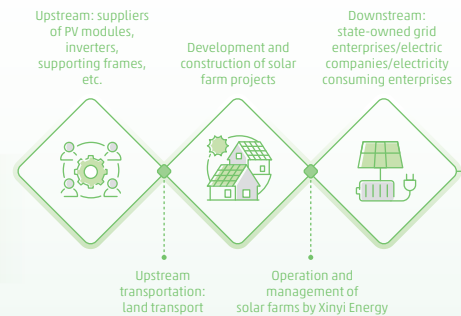 Upstream: suppliers
of PV modules,
inverters,
supporting frames,
etc.
Development and
construction of solar
farm projects
Downstream:
state-owned grid
enterprises/electric
companies/electricity
consuming enterprises
Upstream
transportation:
land transport
Operation and
management of
solar farms by Xinyi Energy